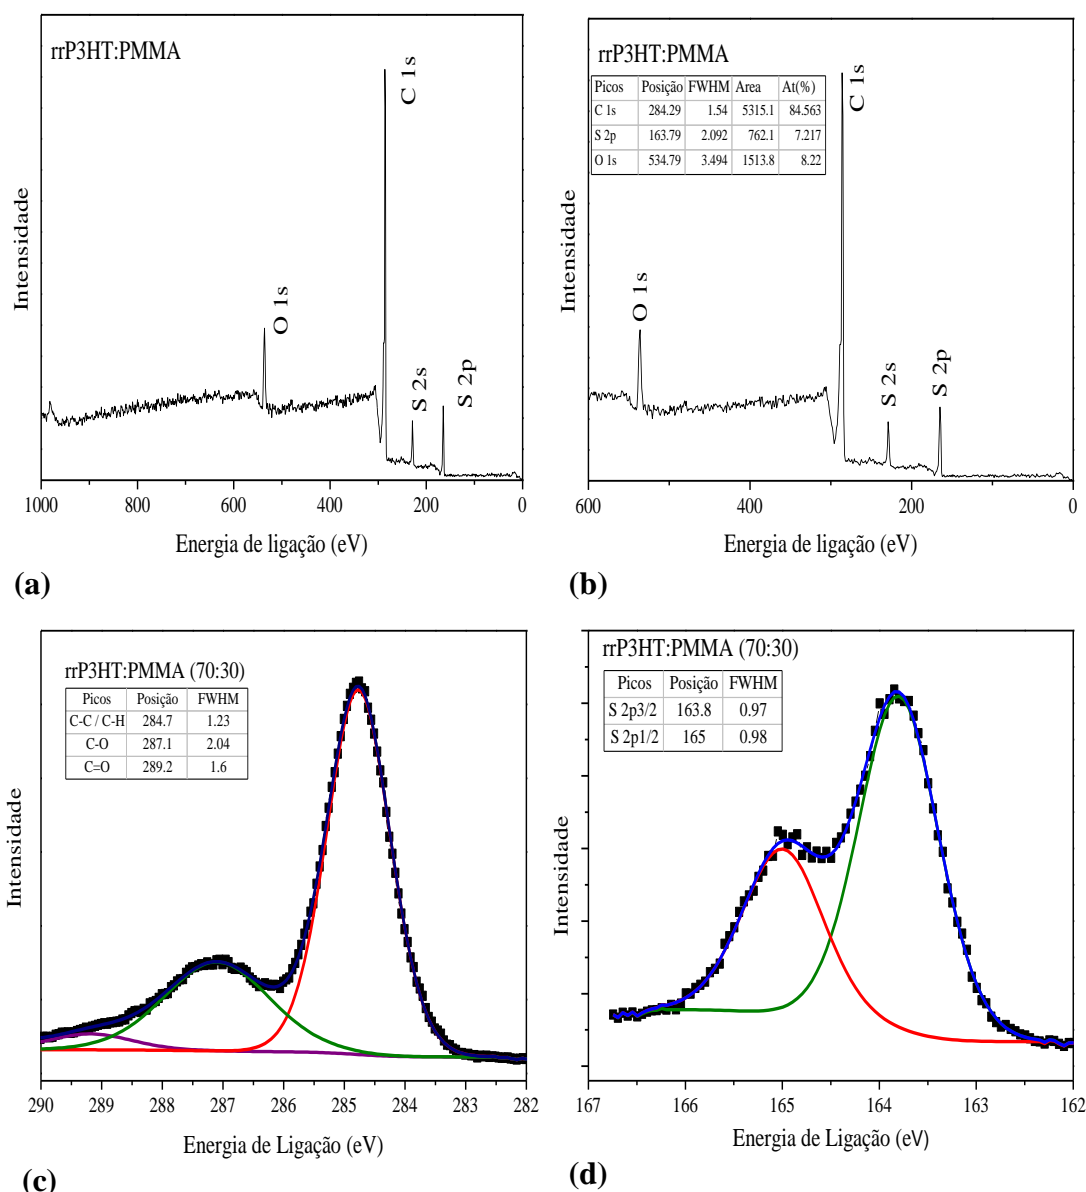 rrP3HT:PMMA
C 1s
O 1s
S 2s
S 2p
Intensidade
1000 800 600 400 200 0
Energia de ligação (eV)
(a)
rrP3HT:PMMA
Picos Posição FWHM Area At(%)
C 1s 284.29 1.54 5315.1 84.563
S 2p 163.79 2.092 762.1 7.217
O 1s 534.79 3.494 1513.8 8.22
C 1s
O 1s
S 2s
S 2p
Intensidade
600 400 200 0
Energia de ligação (eV)
(b)
rrP3HT:PMMA (70:30)
Picos Posição FWHM
C-C / C-H 284.7 1.23
C-O 287.1 2.04
C=O 289.2 1.6
Intensidade
290 289 288 287 286 285 284 283 282
Energia de Ligação (eV)
(c)
rrP3HT:PMMA (70:30)
Picos Posição FWHM
S 2p3/2 163.8 0.97
S 2p1/2 165 0.98
Intensidade
167 166 165 164 163 162
Energia de Ligação (eV)
(d)